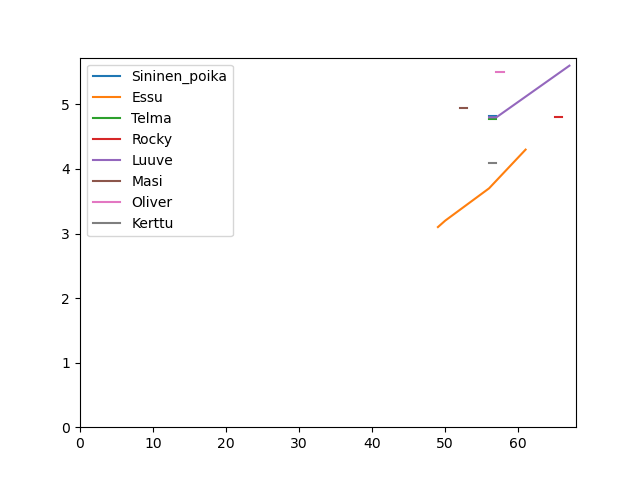 Sininen_poika
Essu
Telma
Rocky
Luuve
Masi
Oliver
Kerttu
5
4
3
2
1
0
0 10 20 30 40 50 60